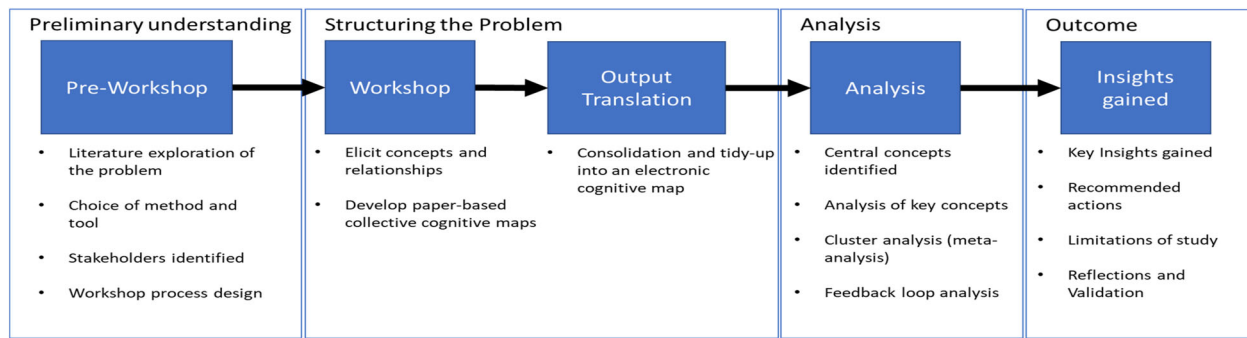 Preliminary understanding
Pre-Workshop
• Literature exploration of
the problem
• Choice of method and
tool
• Stakeholders identified
• Workshop process design
Structuring the Problem
Workshop
• Elicit concepts and
relationships
• Develop paper-based
collective cognitive maps
Output
Translation
• Consolidation and tidy-up
into an electronic
cognitive map
Analysis
Analysis
• Central concepts
identified
• Analysis of key concepts
• Cluster analysis (meta-
analysis)
• Feedback loop analysis
Outcome
Insights
gained
• Key Insights gained
• Recommended
actions
• Limitations of study
• Reflections and
Validation